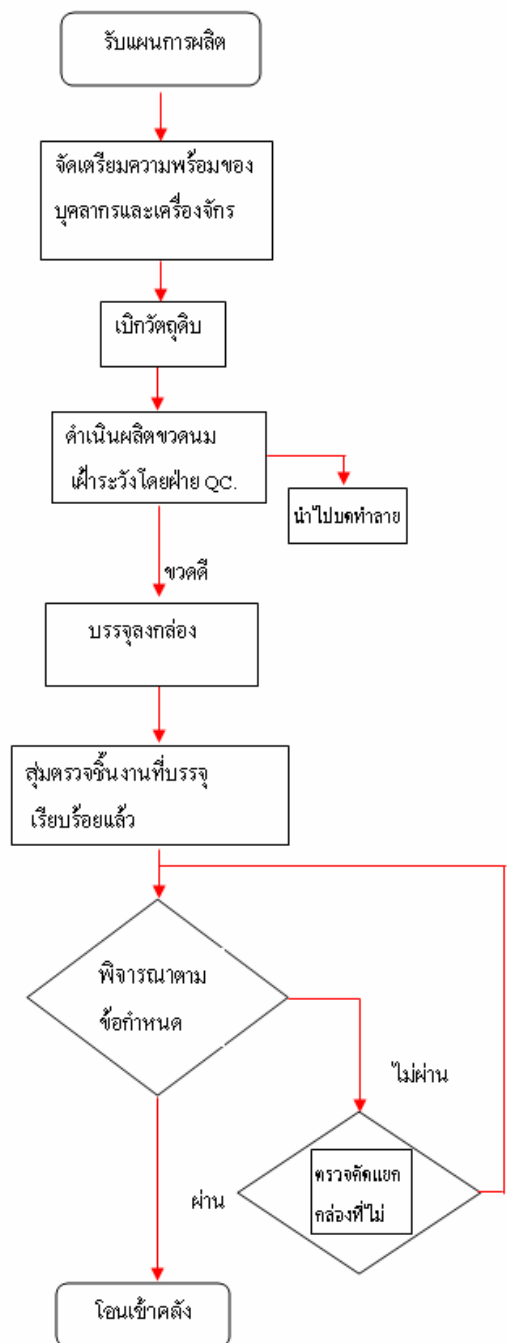 รับแผนการผลิต
จัดเตรียมความพร้อมของ
บุคลากรและเครื่องจักร
เบิกวัตถุดิบ
ดำเนินผลิตขวดนม
เฝ้าระวังโดยฝ่าย QC.
นำไปบดทำลาย
ขวดดี
บรรจุลงกล่อง
สุ่มตรวจชิ้นงานที่บรรจุ
เรียบร้อยแล้ว
พิจารณาตาม
ข้อกำหนด
ไม่ผ่าน
ตรวจคัดแยก
กล่องที่ไม่
ผ่าน
โอนเข้าคลัง